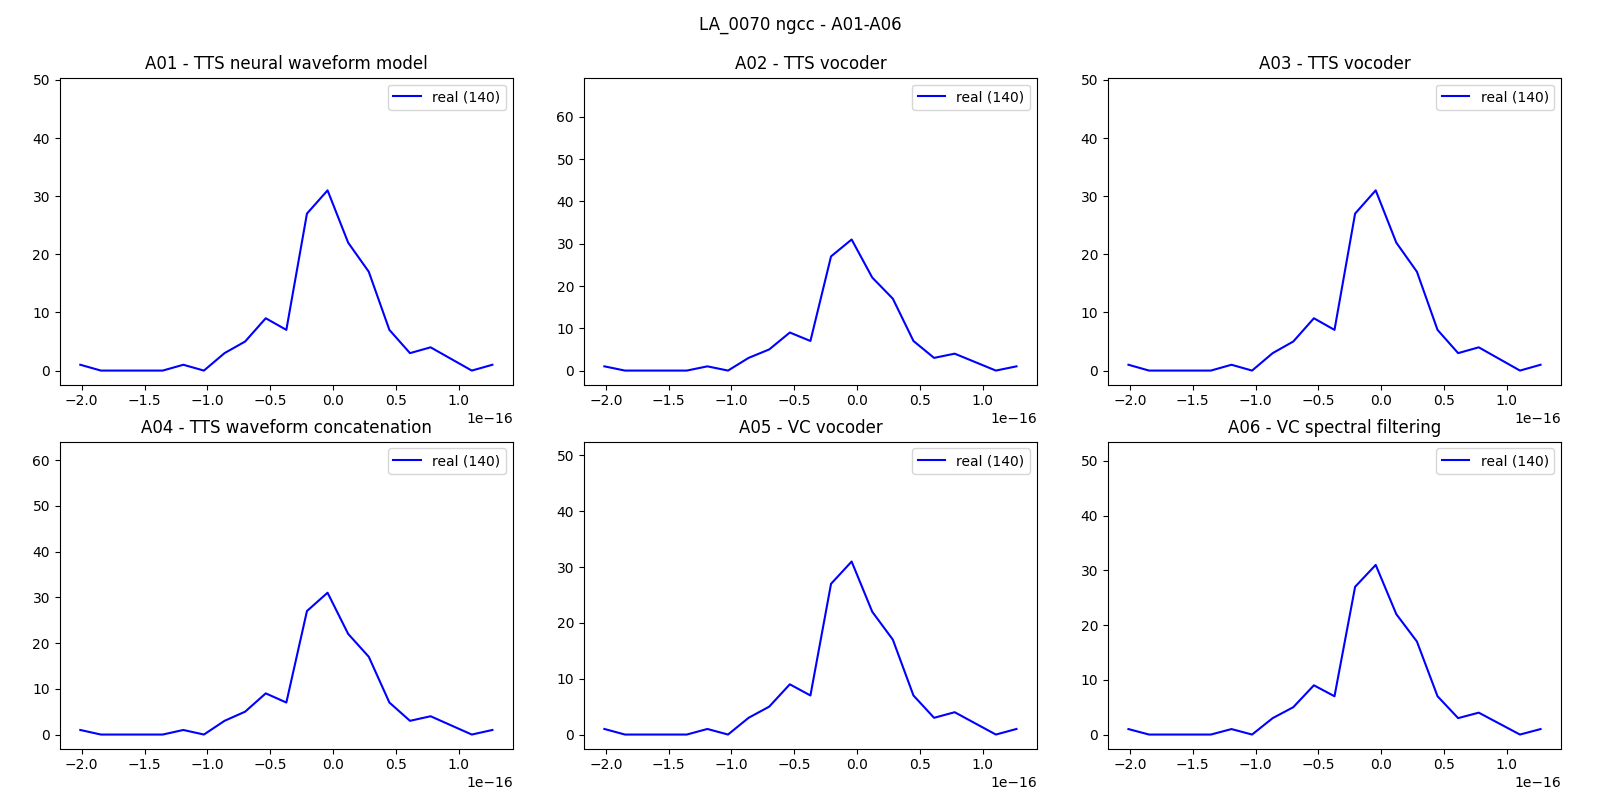 LA_0070 ngcc - A01-A06
A01 - TTS neural waveform model
50
40
30
20
10
0
real (140)
−2.0 −1.5 −1.0 −0.5 0.0 0.5 1.0
1e−16
A02 - TTS vocoder
60
50
40
30
20
10
0
real (140)
−2.0 −1.5 −1.0 −0.5 0.0 0.5 1.0
1e−16
A03 - TTS vocoder
50
40
30
20
10
0
real (140)
−2.0 −1.5 −1.0 −0.5 0.0 0.5 1.0
1e−16
A04 - TTS waveform concatenation
60
50
40
30
20
10
0
real (140)
−2.0 −1.5 −1.0 −0.5 0.0 0.5 1.0
1e−16
A05 - VC vocoder
50
40
30
20
10
0
real (140)
−2.0 −1.5 −1.0 −0.5 0.0 0.5 1.0
1e−16
A06 - VC spectral filtering
50
40
30
20
10
0
real (140)
−2.0 −1.5 −1.0 −0.5 0.0 0.5 1.0
1e−16